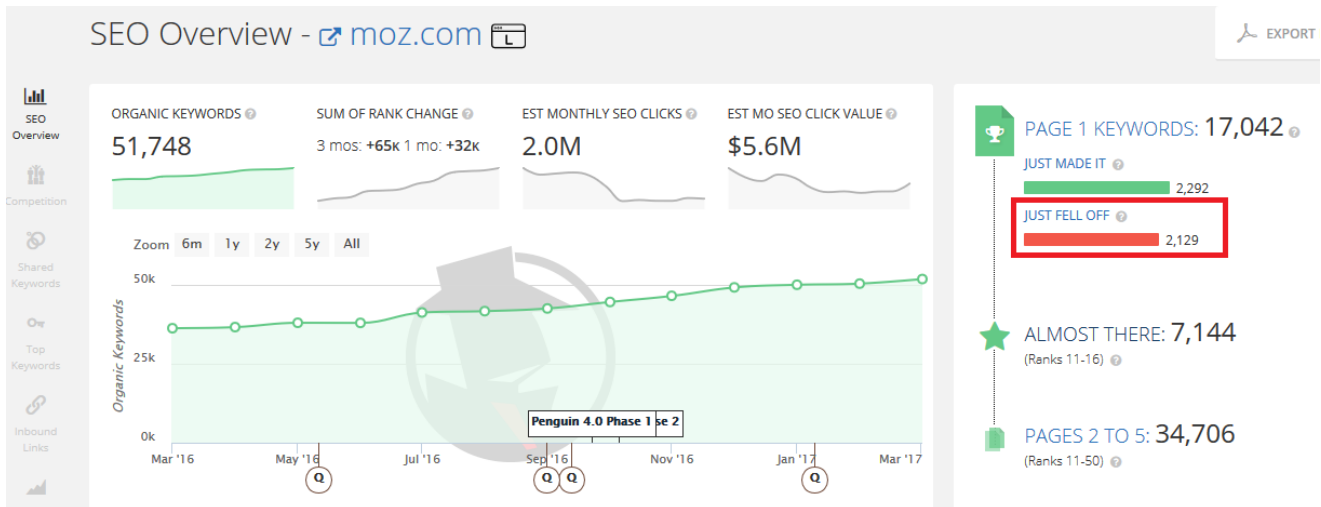 SEO Overview - moz.com L
EXPORT
SEO
Overview
Competition
Shared
Keywords
Top
Keywords
Inbound
Links
ORGANIC KEYWORDS ?
51,748
SUM OF RANK CHANGE ?
3 mos: +65K 1 mo: +32K
EST MONTHLY SEO CLICKS ?
2.0M
EST MO SEO CLICK VALUE ?
$5.6M
Zoom 6m 1y 2y 5y All
Organic Keywords
50k
25k
0k
Penguin 4.0 Phase 1 se 2
Mar '16 May '16 Jul '16 Sep '16 Nov '16 Jan '17 Mar '17
Q Q Q Q
PAGE 1 KEYWORDS: 17,042 ?
JUST MADE IT ?
2,292
JUST FELL OFF ?
2,129
ALMOST THERE: 7,144
(Ranks 11-16) ?
PAGES 2 TO 5: 34,706
(Ranks 11-50) ?